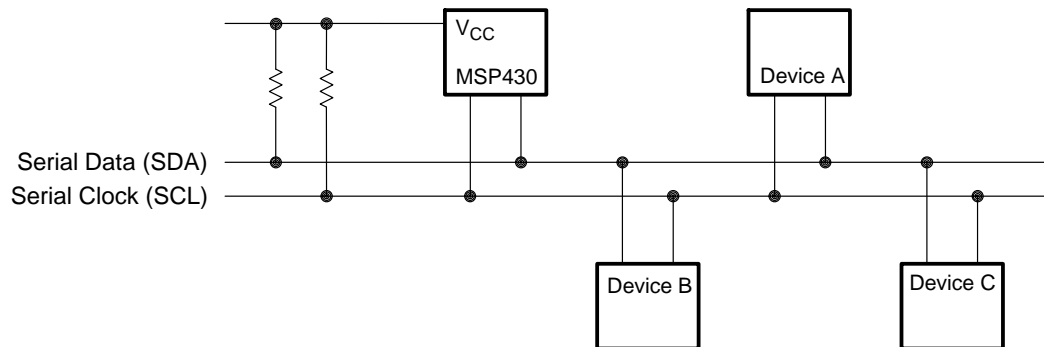 VCC
MSP430
Device A
Serial Data (SDA)
Serial Clock (SCL)
Device B
Device C